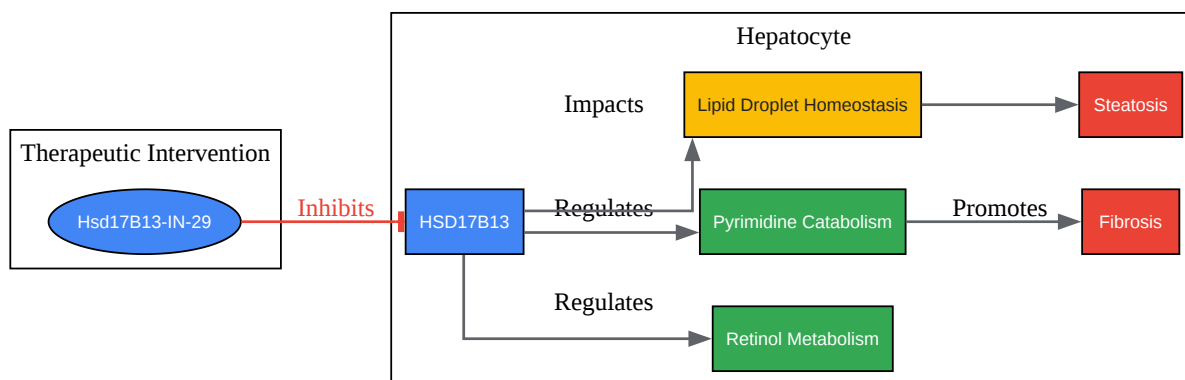 Hepatocyte
Impacts
Lipid Droplet Homeostasis
Steatosis
Therapeutic Intervention
Hsd17B13-IN-29
Inhibits
HSD17B13
Regulates
Pyrimidine Catabolism
Promotes
Fibrosis
Regulates
Retinol Metabolism